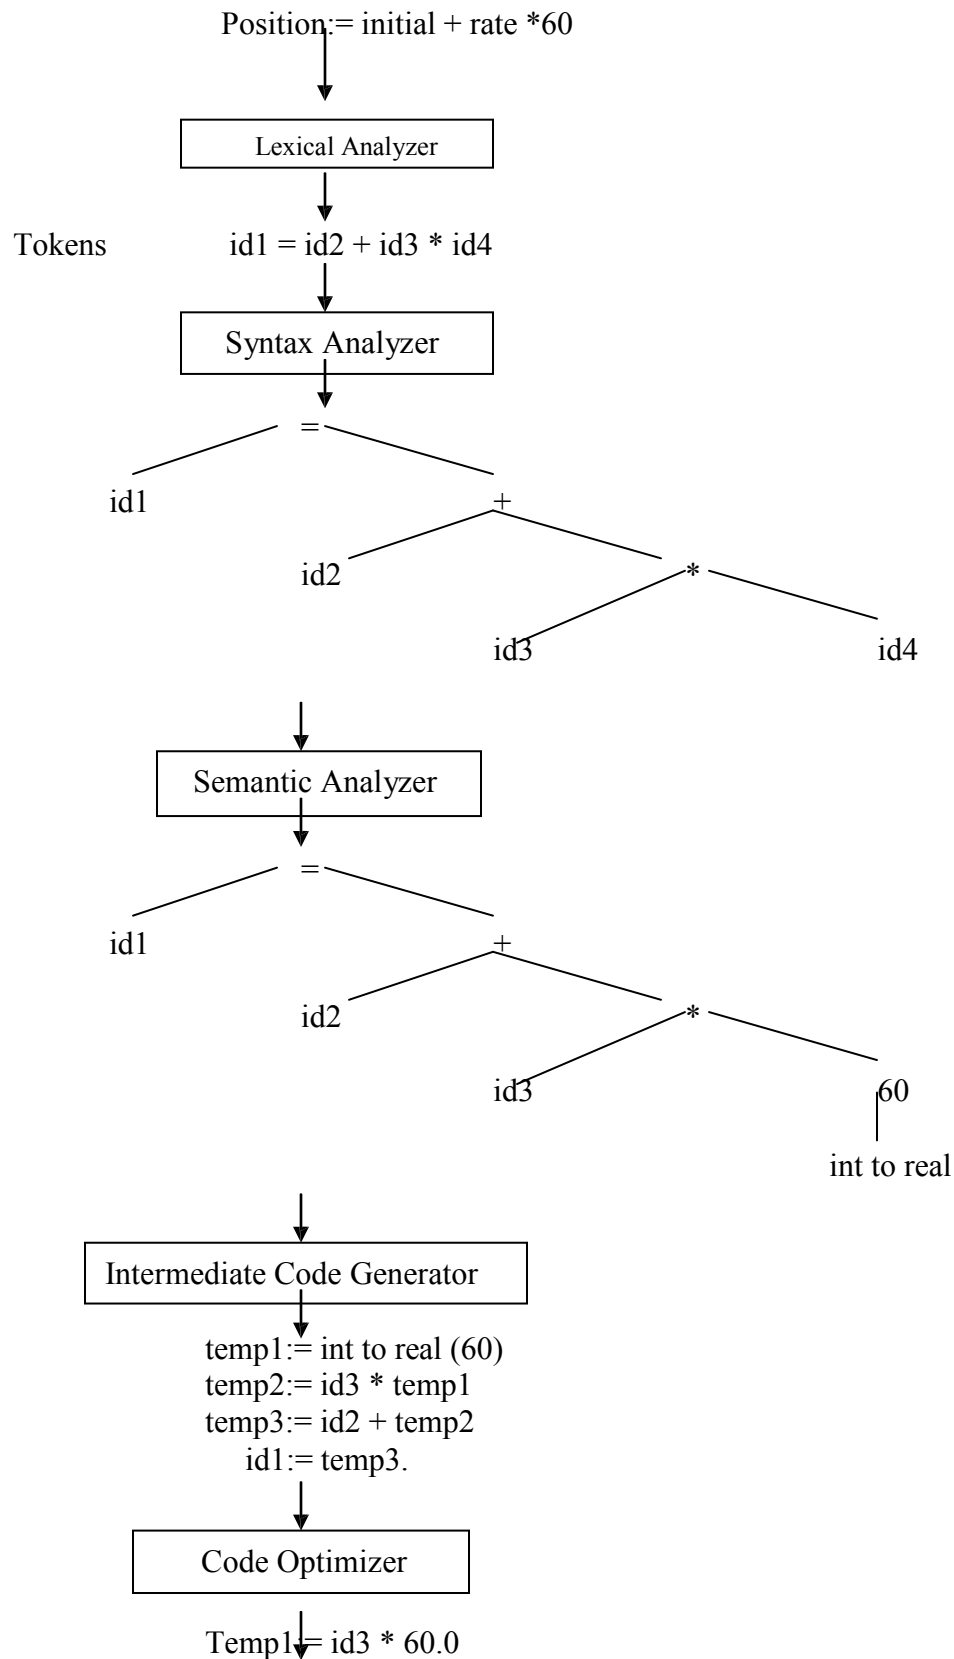 Position:= initial + rate *60
Lexical Analyzer
Tokens id1 = id2 + id3 * id4
Syntax Analyzer
=
id1
+
id2
*
id3 id4
Semantic Analyzer
=
id1
+
id2
*
id3 60
int to real
Intermediate Code Generator
temp1:= int to real (60)
temp2:= id3 * temp1
temp3:= id2 + temp2
id1:= temp3.
Code Optimizer
Temp1:= id3 * 60.0